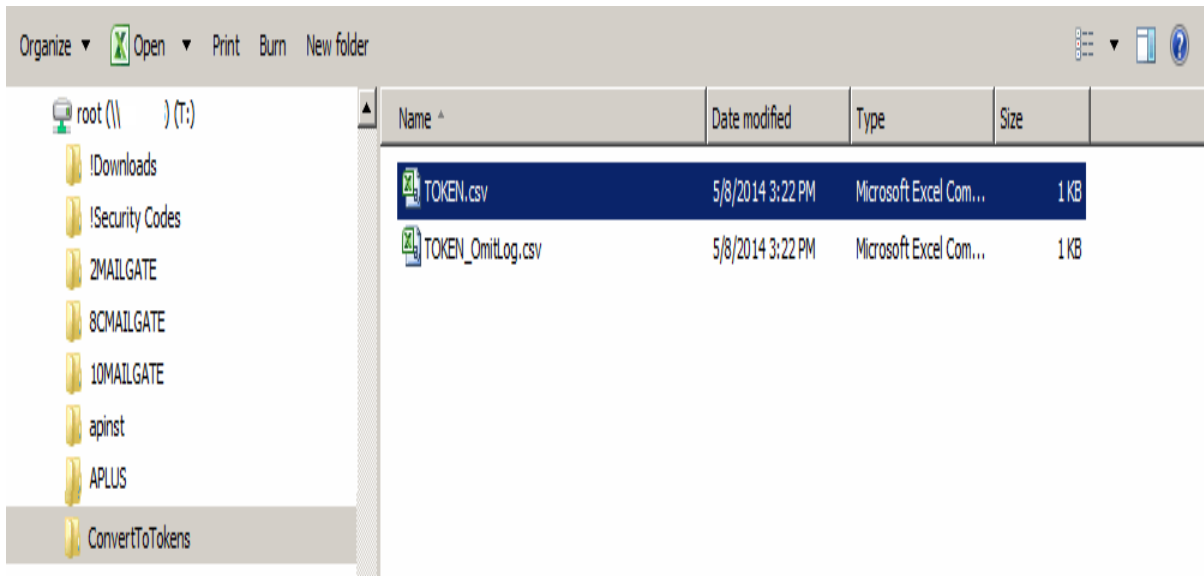 Organize Open Print Burn New folder
root (\\ ) (T:)
!Downloads
!Security Codes
2MAILGATE
8CMAILGATE
10MAILGATE
apinst
APLUS
ConvertToTokens
Name Date modified Type Size
TOKEN.csv 5/8/2014 3:22 PM Microsoft Excel Com... 1 KB
TOKEN_OmitLog.csv 5/8/2014 3:22 PM Microsoft Excel Com... 1 KB